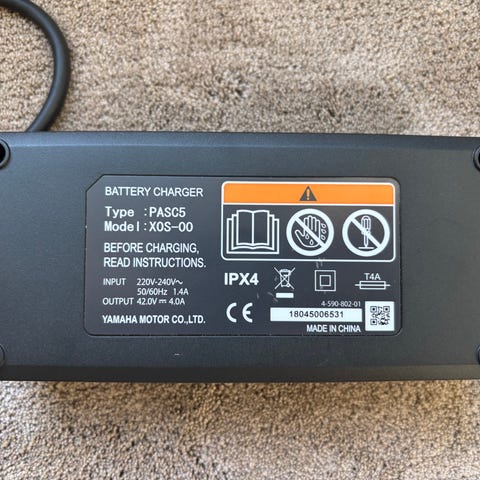 BATTERY CHARGER
Type :PASC5
Model:X0S-00
BEFORE CHARGING,
READ INSTRUCTIONS.
INPUT 220V-240V~
50/60Hz 1.4A
OUTPUT 42.0V⎓4.0A
YAMAHA MOTOR CO.,LTD.
IPX4
T4A
CE
4-590-802-01
18045006531
MADE IN CHINA